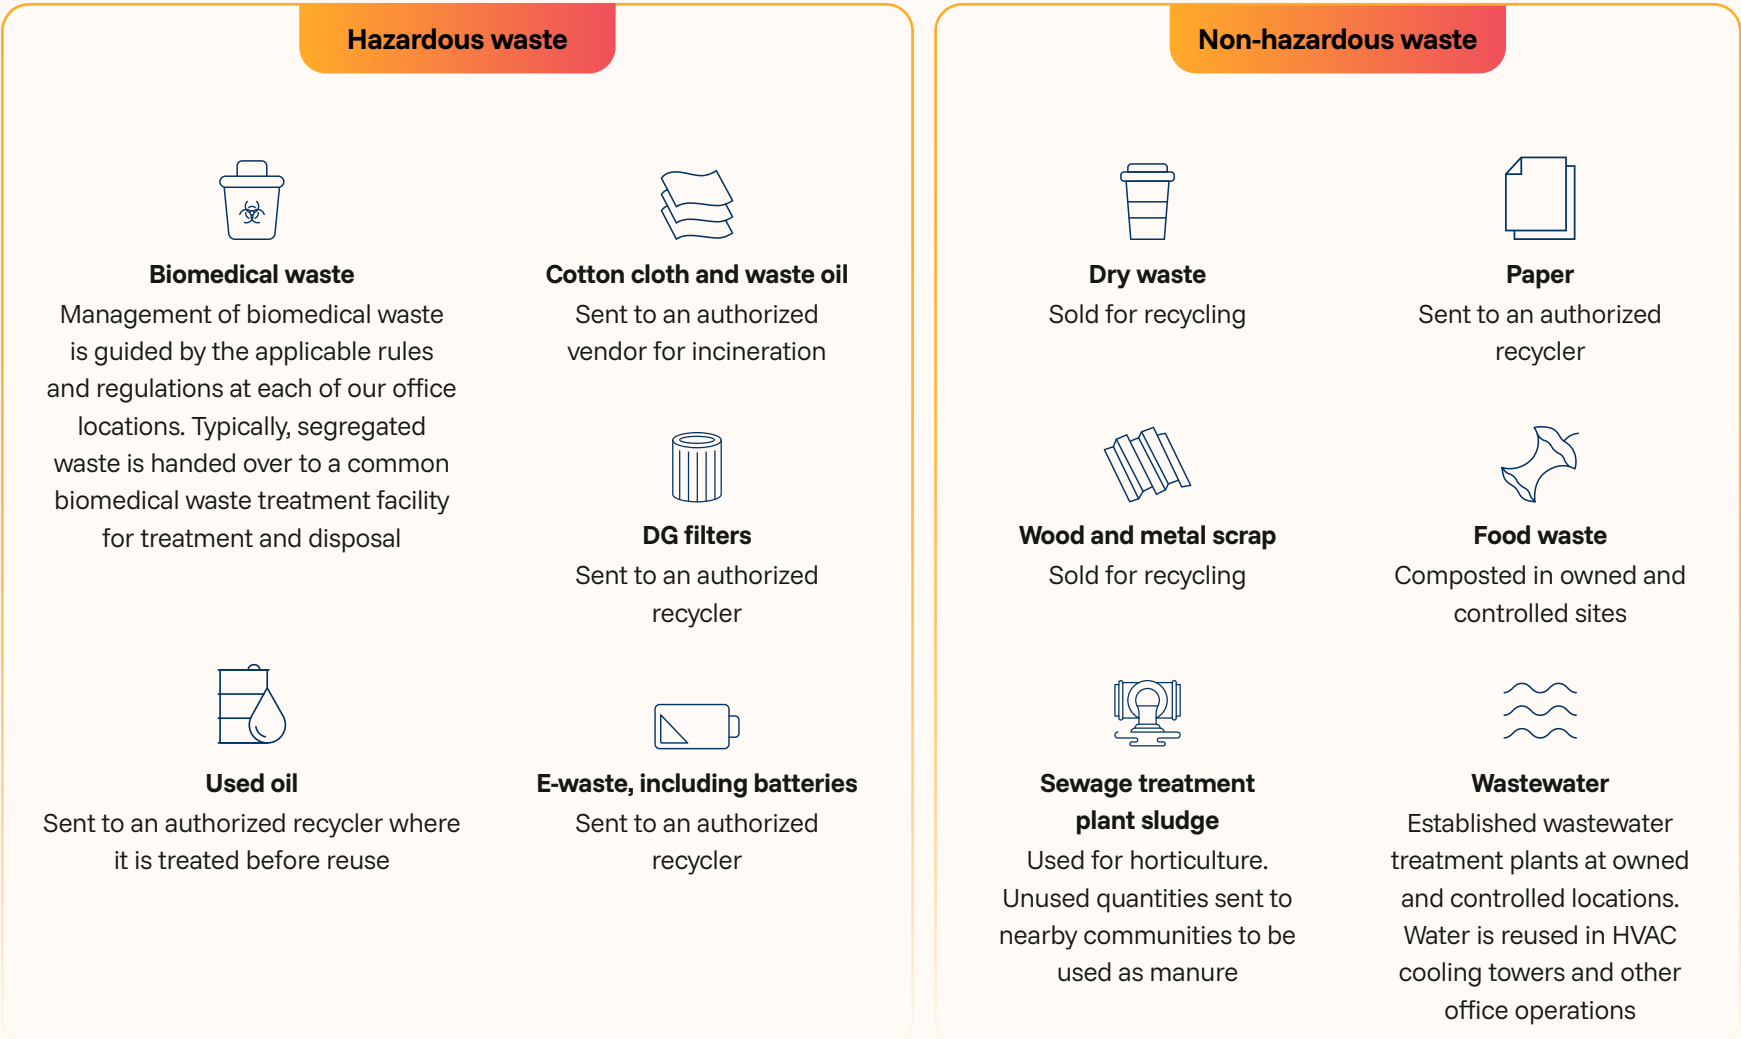 Hazardous waste
Biomedical waste
Management of biomedical waste
is guided by the applicable rules
and regulations at each of our office
locations. Typically, segregated
waste is handed over to a common
biomedical waste treatment facility
for treatment and disposal
Cotton cloth and waste oil
Sent to an authorized
vendor for incineration
DG filters
Sent to an authorized
recycler
Used oil
Sent to an authorized recycler where
it is treated before reuse
E-waste, including batteries
Sent to an authorized
recycler
Non-hazardous waste
Dry waste
Sold for recycling
Paper
Sent to an authorized
recycler
Wood and metal scrap
Sold for recycling
Food waste
Composted in owned and
controlled sites
Sewage treatment
plant sludge
Used for horticulture.
Unused quantities sent to
nearby communities to be
used as manure
Wastewater
Established wastewater
treatment plants at owned
and controlled locations.
Water is reused in HVAC
cooling towers and other
office operations